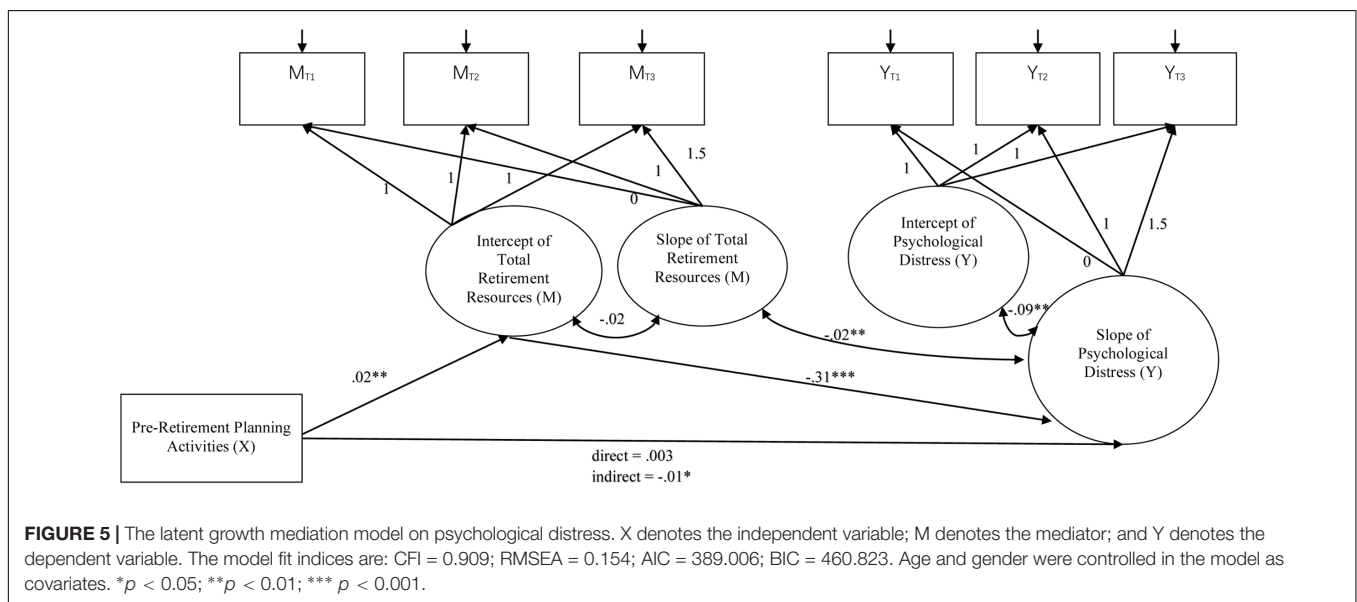 MT1
MT2
MT3
YT1
YT2
YT3
1
1
1
0
1
1.5
1
1
1
0
1
1.5
Intercept of
Total
Retirement
Resources (M)
Slope of Total
Retirement
Resources (M)
Intercept of
Psychological
Distress (Y)
Slope of
Psychological
Distress (Y)
-.02
-.02**
-.09**
.02**
-.31***
Pre-Retirement Planning
Activities (X)
direct = .003
indirect = -.01*
FIGURE 5 | The latent growth mediation model on psychological distress. X denotes the independent variable; M denotes the mediator; and Y denotes the
dependent variable. The model fit indices are: CFI = 0.909; RMSEA = 0.154; AIC = 389.006; BIC = 460.823. Age and gender were controlled in the model as
covariates. *p < 0.05; **p < 0.01; *** p < 0.001.